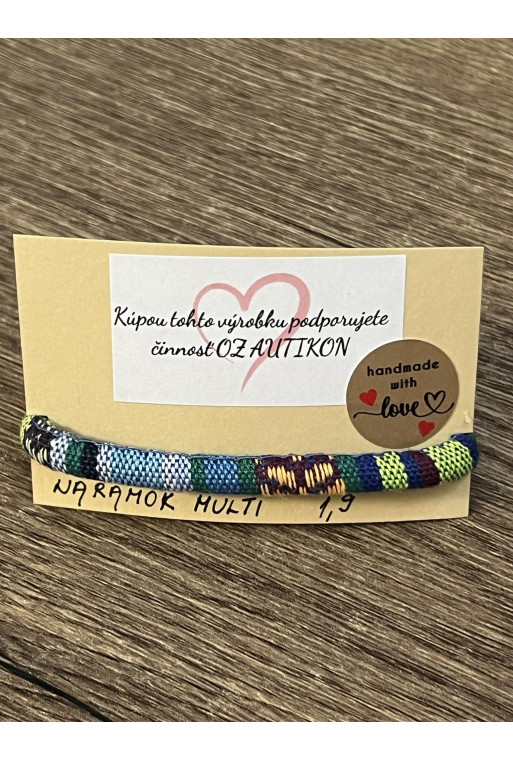 Kúpou tohto výrobku podporujete
činnosť OZ AUTIKON
handmade
with
love
NARAMOK MULTI 1,9